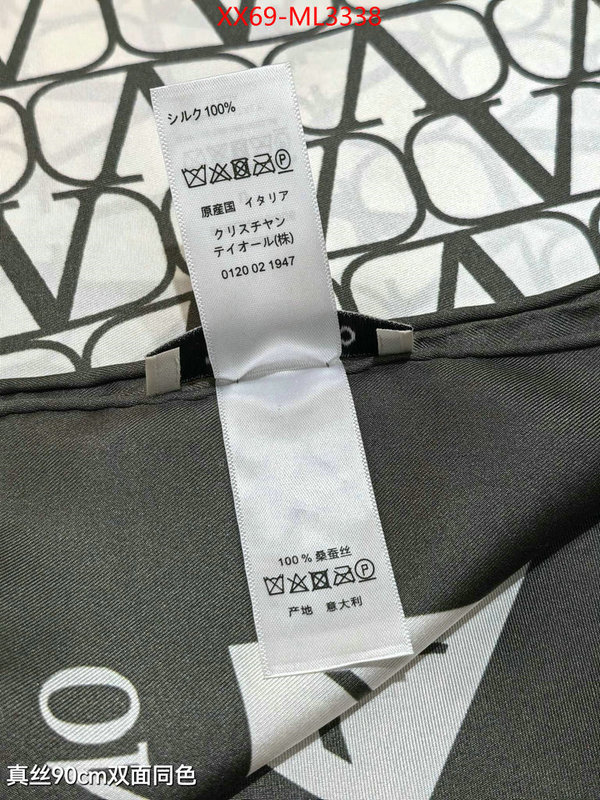 XX69-ML3338
シルク100%
原産国 イタリア
クリスチャン
テイオール(株)
0120 02 1947
100%桑蚕丝
产地 意大利
真丝90cm双面同色